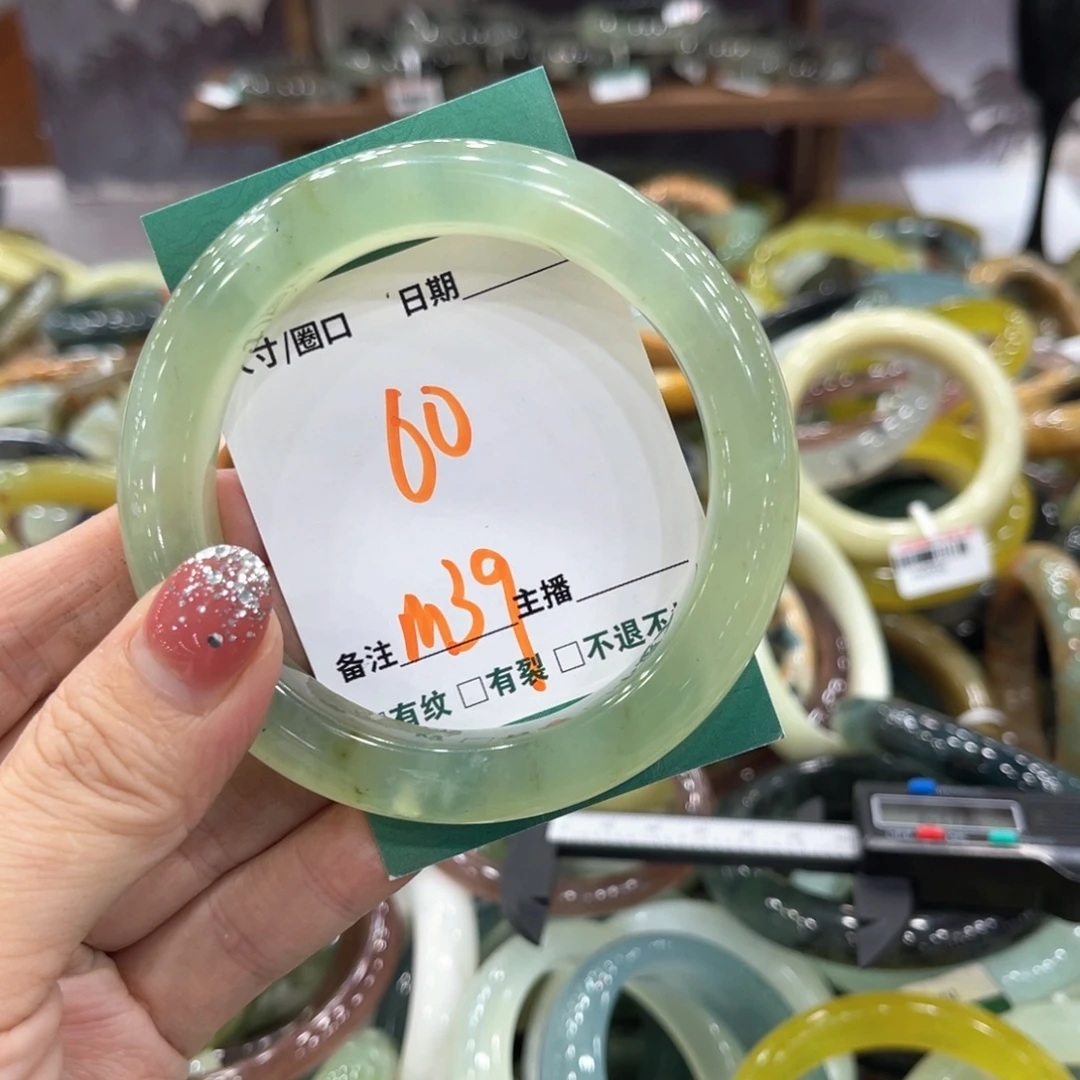 寸/圈口 日期
60
m39
备注 主播
有纹 □有裂 □不退不